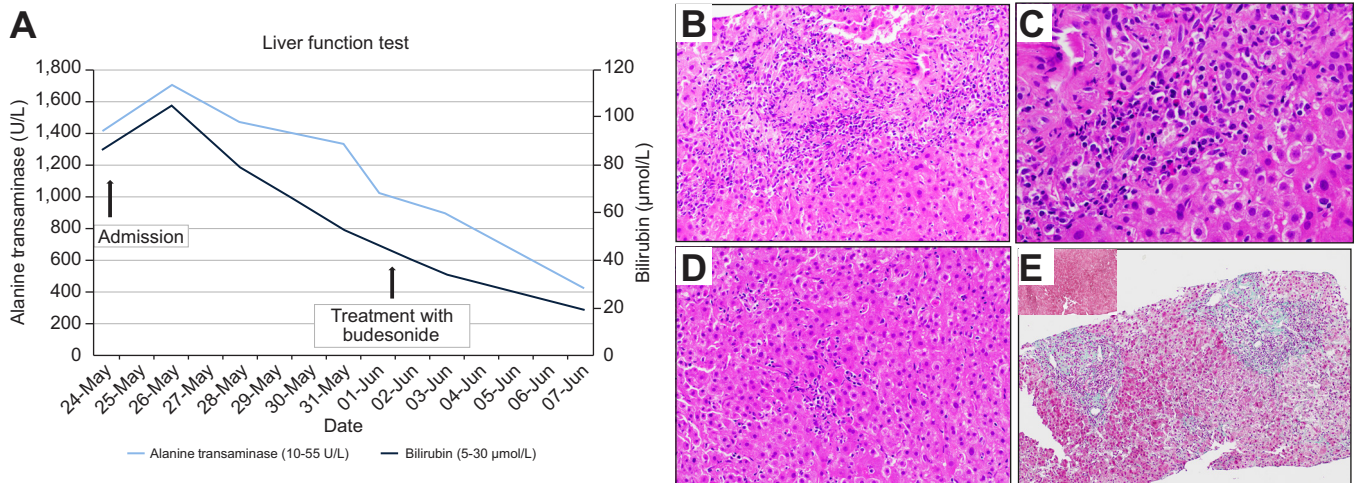 A
Liver function test
Alanine transaminase (U/L)
1,800
1,600
1,400
1,200
1,000
800
600
400
200
0
120
100
80
60
40
20
0
Bilirubin (µmol/L)
Admission
Treatment with
budesonide
24-May
25-May
26-May
27-May
28-May
29-May
30-May
31-May
01-Jun
02-Jun
03-Jun
04-Jun
05-Jun
06-Jun
07-Jun
Date
Alanine transaminase (10-55 U/L)
Bilirubin (5-30 µmol/L)
B
C
D
E